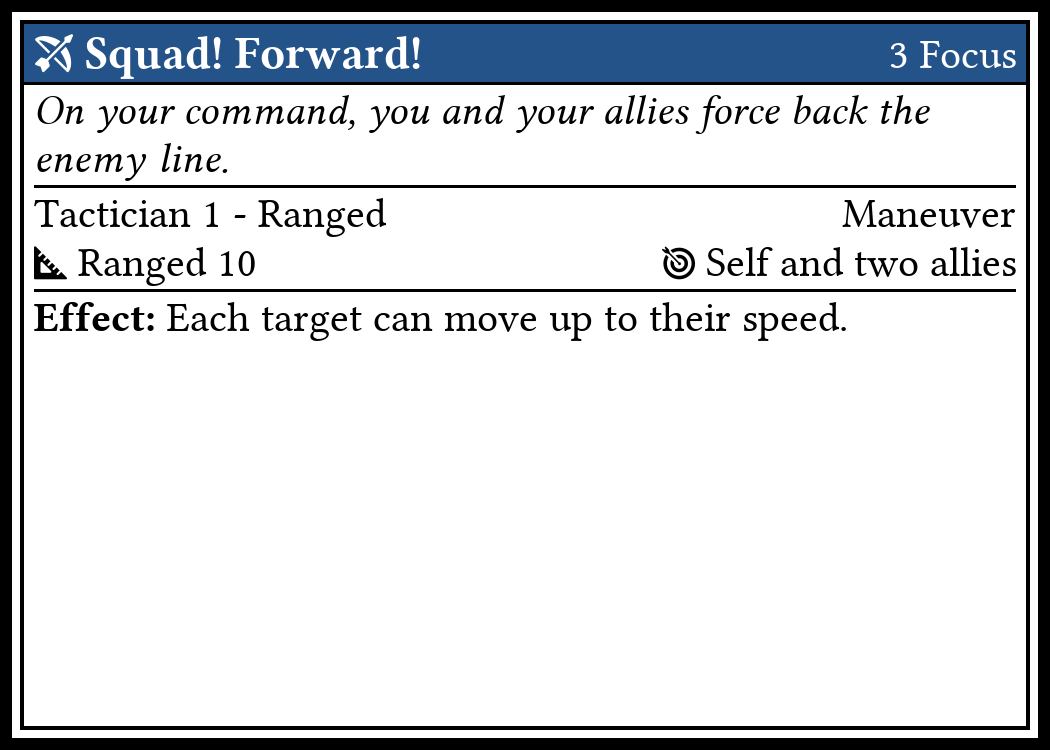 Squad! Forward! 3 Focus
On your command, you and your allies force back the
enemy line.
Tactician 1 - Ranged Maneuver
Ranged 10 Self and two allies
Effect: Each target can move up to their speed.